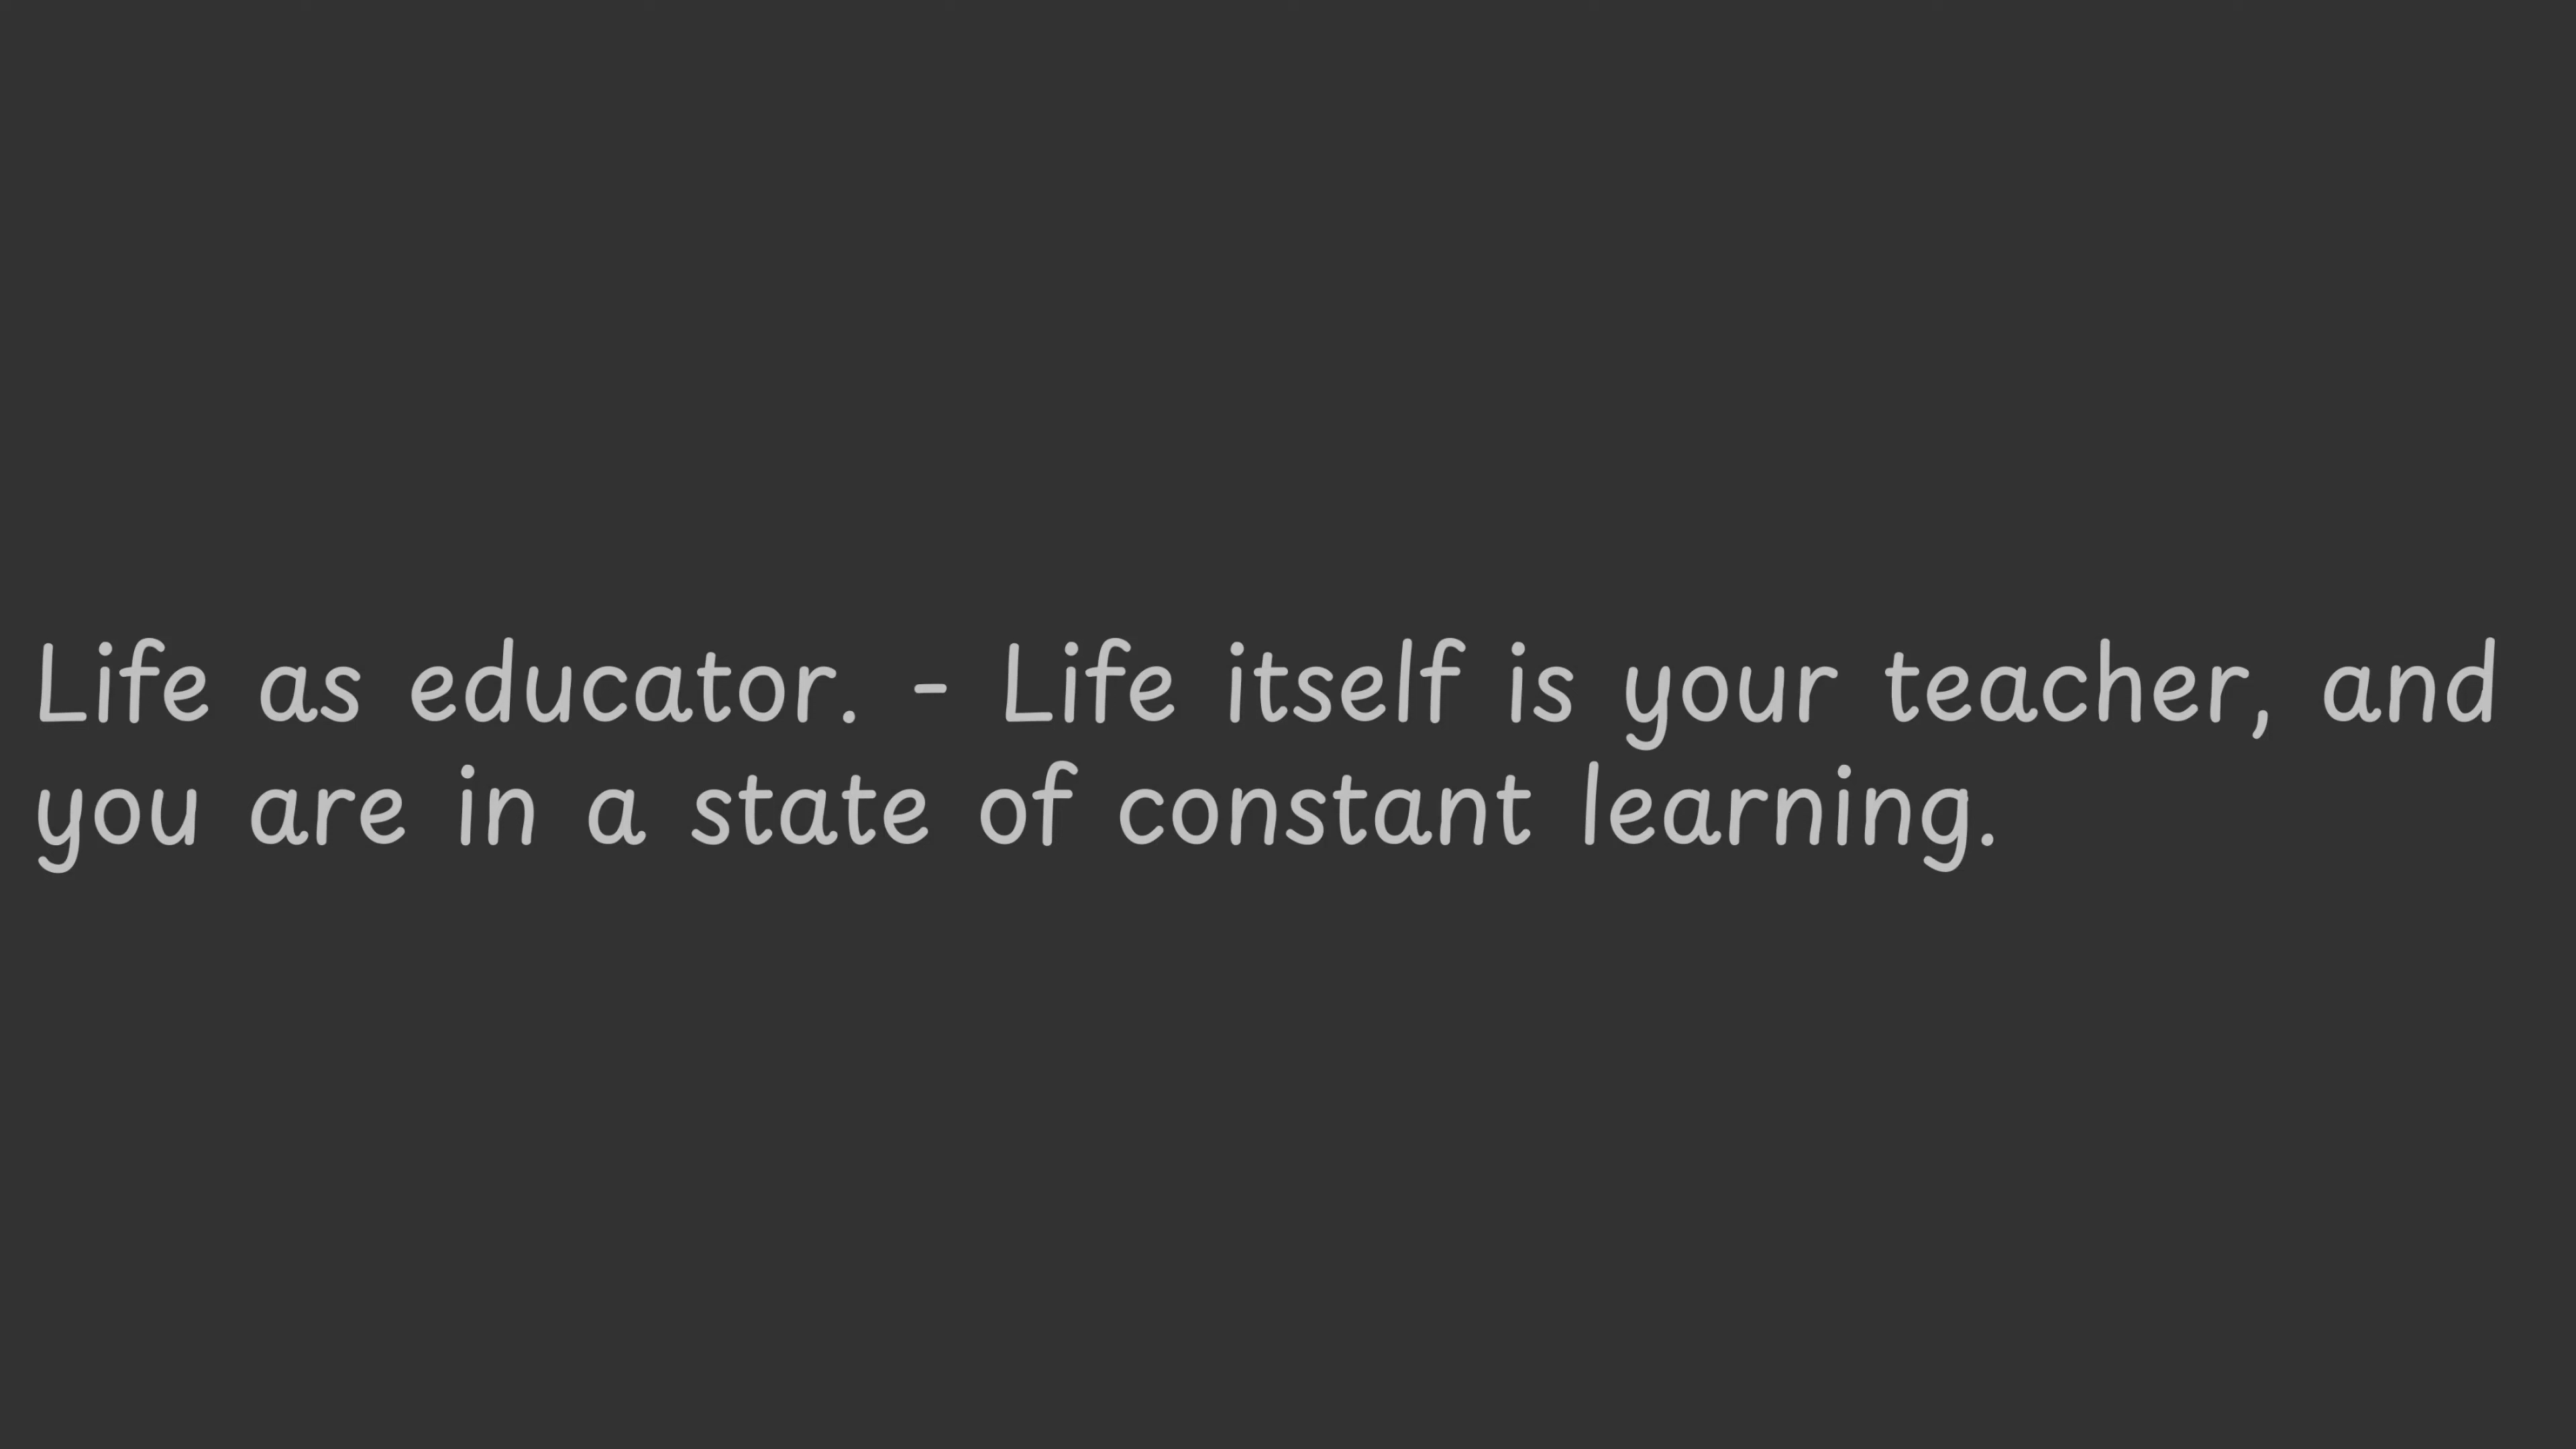 Life as educator. - Life itself is your teacher, and
you are in a state of constant learning.